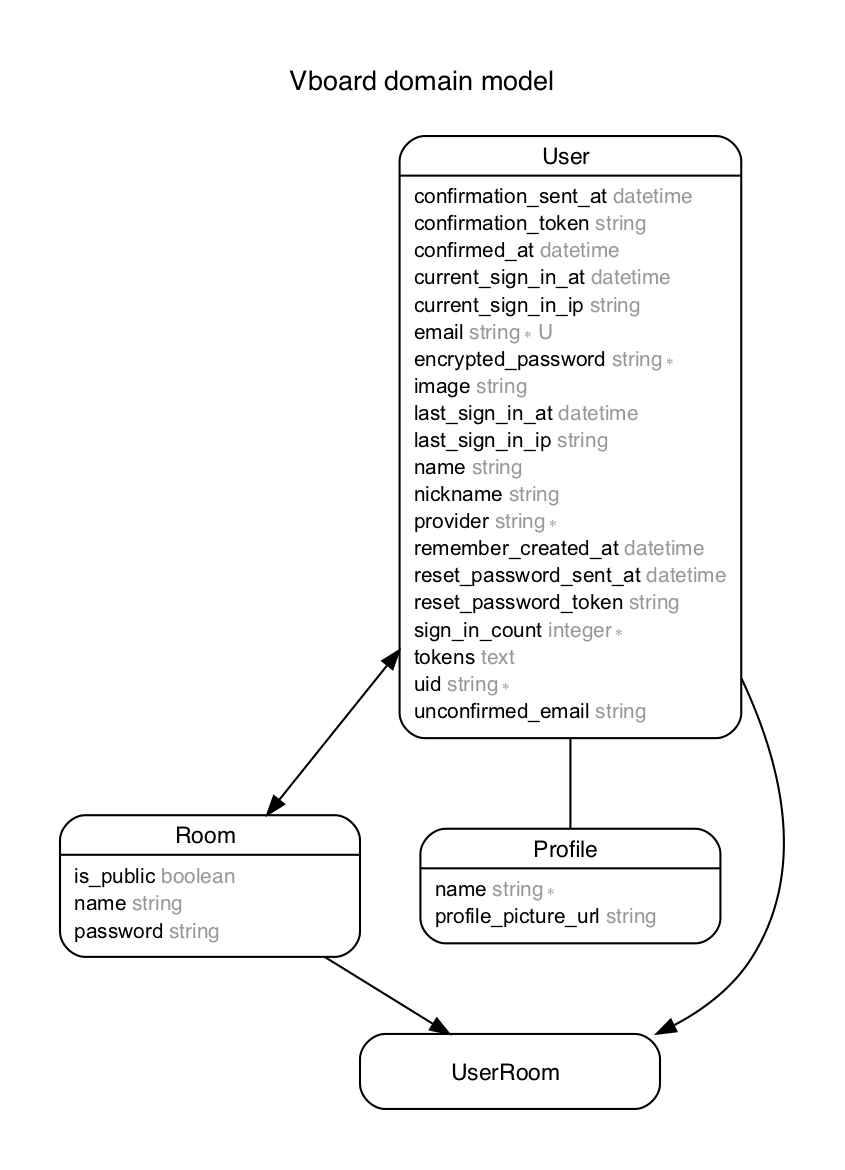 Vboard domain model
User
confirmation_sent_at datetime
confirmation_token string
confirmed_at datetime
current_sign_in_at datetime
current_sign_in_ip string
email string * U
encrypted_password string *
image string
last_sign_in_at datetime
last_sign_in_ip string
name string
nickname string
provider string *
remember_created_at datetime
reset_password_sent_at datetime
reset_password_token string
sign_in_count integer *
tokens text
uid string *
unconfirmed_email string
Room
is_public boolean
name string
password string
Profile
name string *
profile_picture_url string
UserRoom